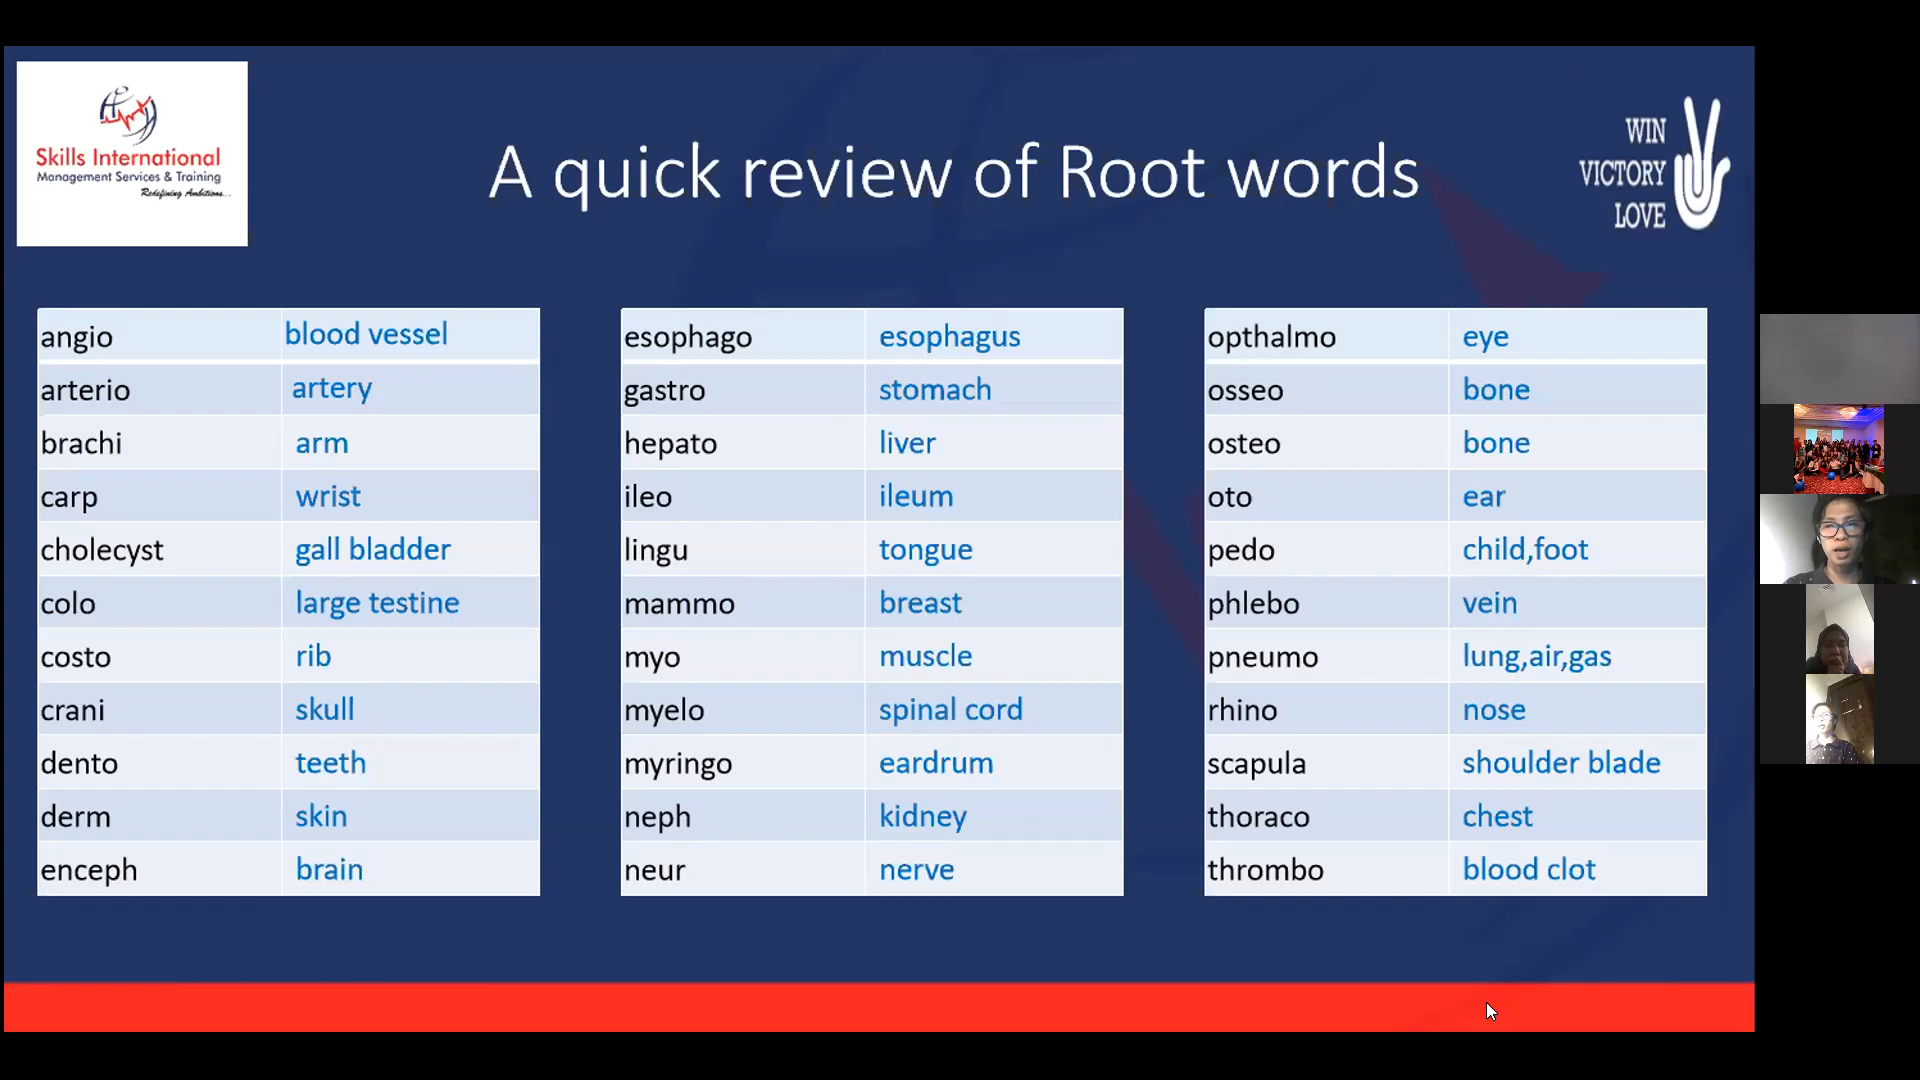 Skills International
Management Services & Training
Redefining Ambitions...
A quick review of Root words
WIN
VICTORY
LOVE
angio blood vessel
arterio artery
brachi arm
carp wrist
cholecyst gall bladder
colo large testine
costo rib
crani skull
dento teeth
derm skin
enceph brain
esophago esophagus
gastro stomach
hepato liver
ileo ileum
lingu tongue
mammo breast
myo muscle
myelo spinal cord
myringo eardrum
neph kidney
neur nerve
opthalmo eye
osseo bone
osteo bone
oto ear
pedo child,foot
phlebo vein
pneumo lung,air,gas
rhino nose
scapula shoulder blade
thoraco chest
thrombo blood clot